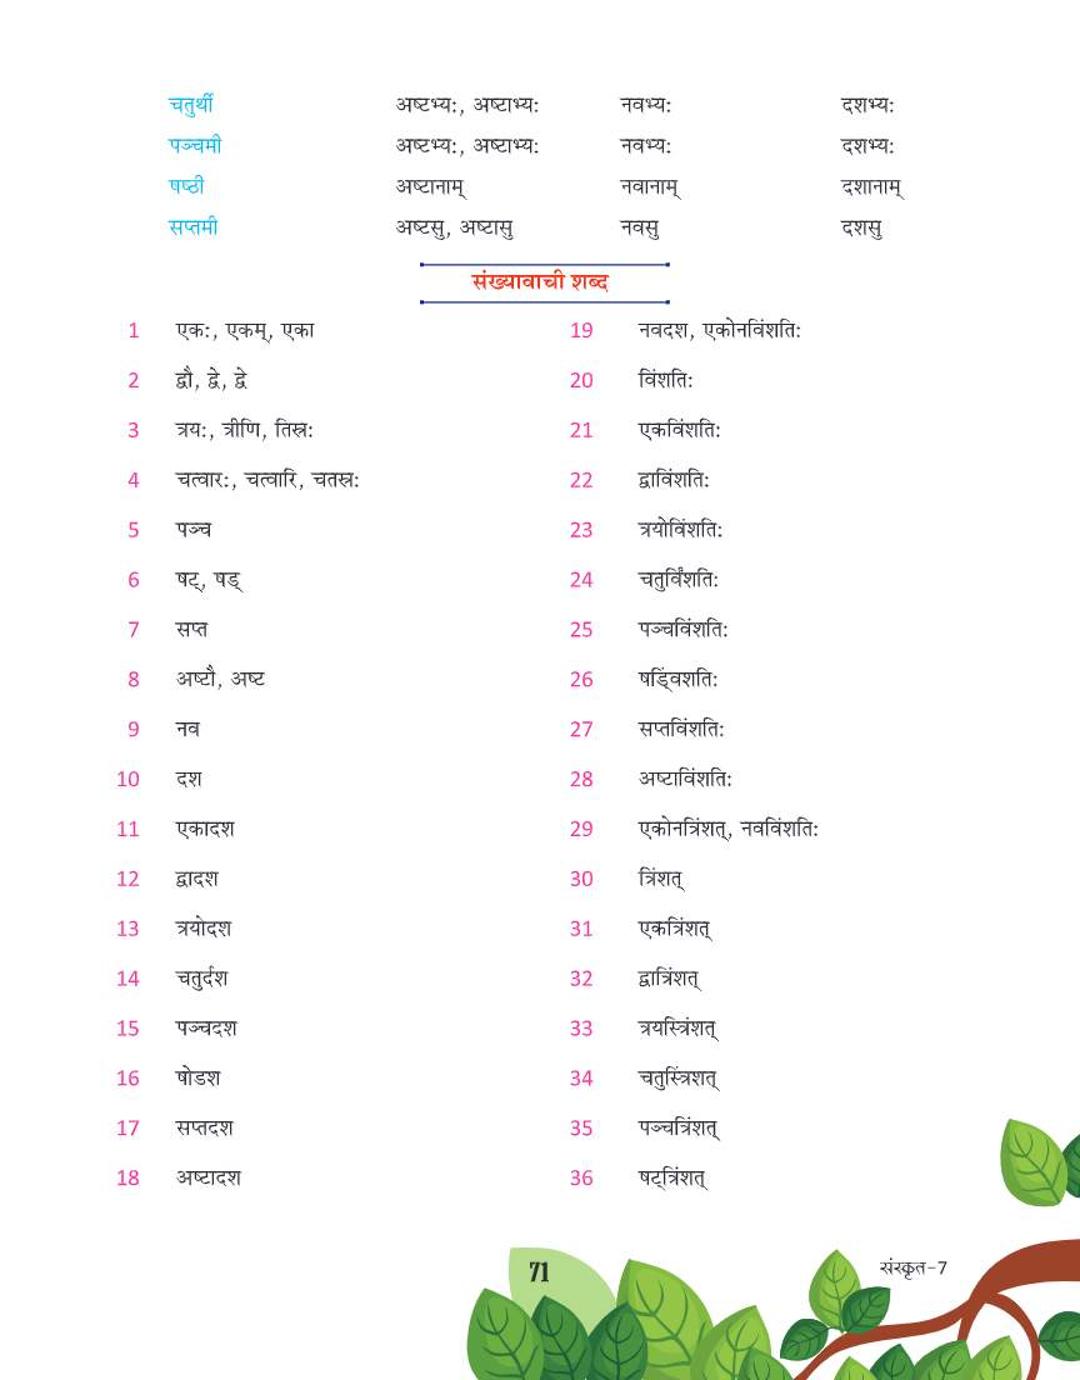 चतुर्थी अष्टभ्य:, अष्टाभ्य: नवभ्य: दशभ्य:
पञ्चमी अष्टभ्य:, अष्टाभ्य: नवभ्य: दशभ्य:
षष्ठी अष्टानाम् नवानाम् दशानाम्
सप्तमी अष्टसु, अष्टासु नवसु दशसु
संख्यावाची शब्द
1 एक:, एकम्, एका
2 द्वौ, द्वे, द्वे
3 त्रय:, त्रीणि, तिस्र:
4 चत्वार:, चत्वारि, चतस्र:
5 पञ्च
6 षट्, षड्
7 सप्त
8 अष्टौ, अष्ट
9 नव
10 दश
11 एकादश
12 द्वादश
13 त्रयोदश
14 चतुर्दश
15 पञ्चदश
16 षोडश
17 सप्तदश
18 अष्टादश
19 नवदश, एकोनविंशति:
20 विंशति:
21 एकविंशति:
22 द्वाविंशति:
23 त्रयोविंशति:
24 चतुर्विंशति:
25 पञ्चविंशति:
26 षड्विंशति:
27 सप्तविंशति:
28 अष्टाविंशति:
29 एकोनत्रिंशत्, नवविंशति:
30 त्रिंशत्
31 एकत्रिंशत्
32 द्वात्रिंशत्
33 त्रयस्त्रिंशत्
34 चतुस्त्रिंशत्
35 पञ्चत्रिंशत्
36 षट्त्रिंशत्
71
संस्कृत-7